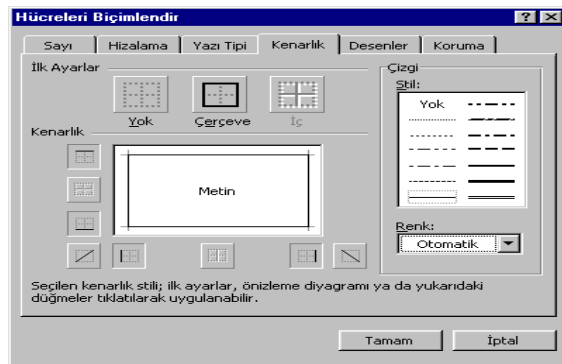 Hücreleri Biçimlendir
Sayı Hizalama Yazı Tipi Kenarlık Desenler Koruma
İlk Ayarlar
Yok Çerçeve İç
Kenarlık
Metin
Çizgi
Stil:
Yok
Renk:
Otomatik
Seçilen kenarlık stili; ilk ayarlar, önizleme diyagramı ya da yukarıdaki
düğmeler tıklatılarak uygulanabilir.
Tamam İptal